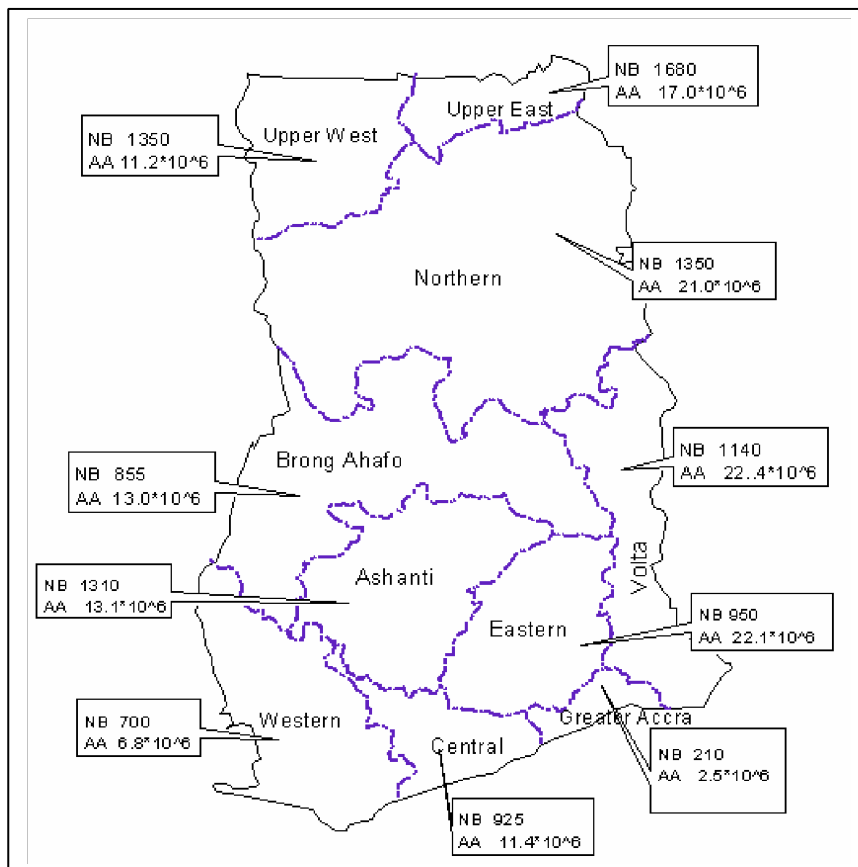 NB 1680
AA 17.0*10^6
Upper East
Upper West
NB 1350
AA 11.2*10^6
Northern
NB 1350
AA 21.0*10^6
Brong Ahafo
NB 1140
AA 22..4*10^6
NB 855
AA 13.0*10^6
Volta
Ashanti
NB 1310
AA 13.1*10^6
Eastern
NB 950
AA 22.1*10^6
Western
NB 700
AA 6.8*10^6
Greater Accra
Central
NB 210
AA 2.5*10^6
NB 925
AA 11.4*10^6